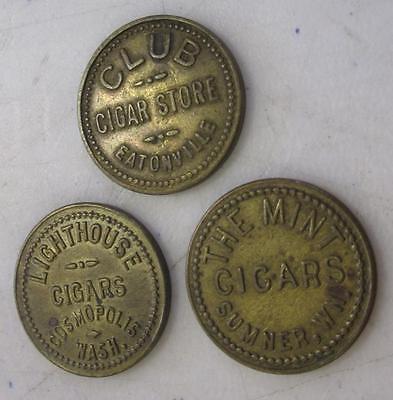 CLUB
CIGAR STORE
EATONVILLE
LIGHTHOUSE
CIGARS
COSMOPOLIS,
WASH.
THE MINT
CIGARS
SUMNER, WN.